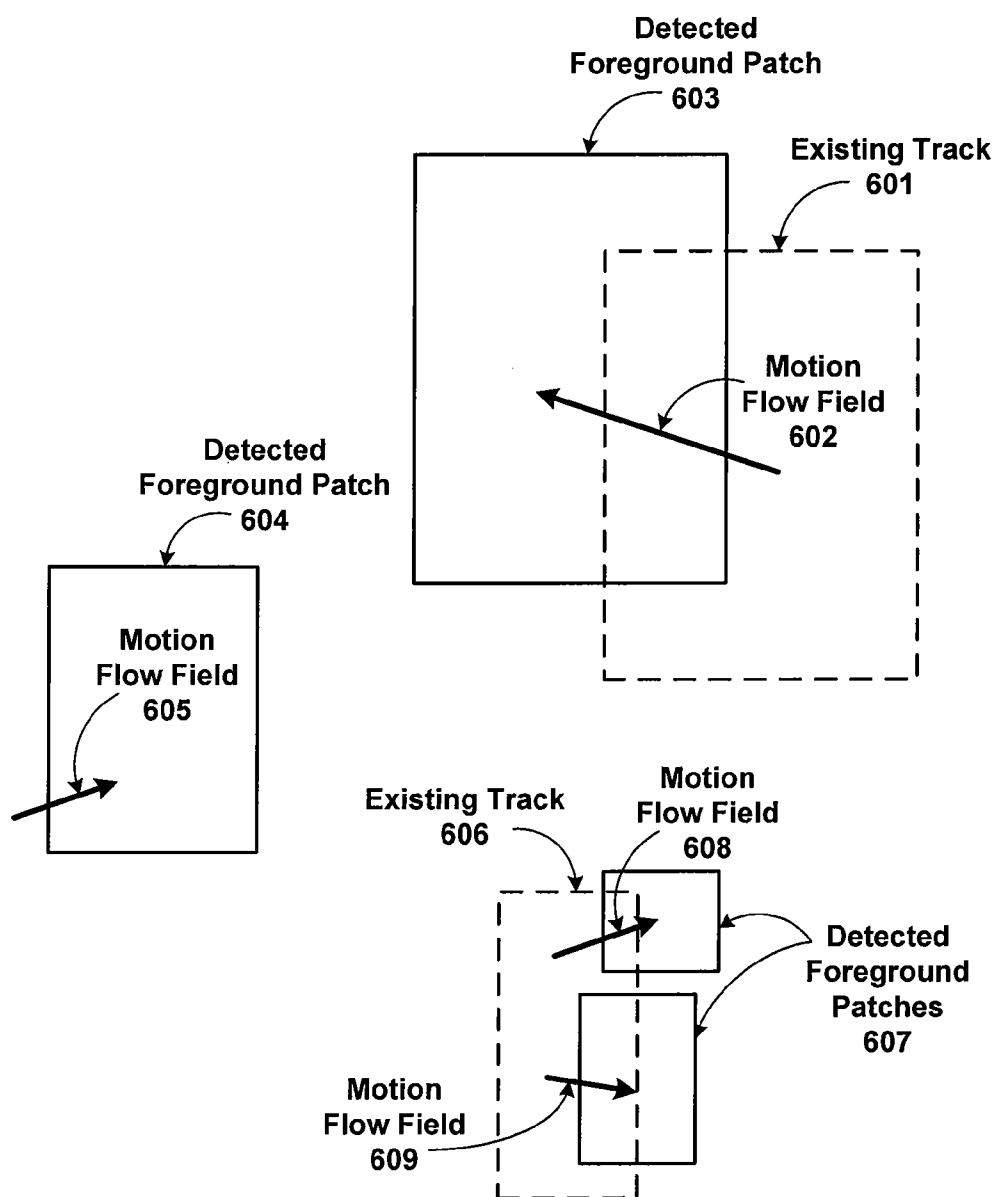 Detected
Foreground Patch
603
Existing Track
601
Motion
Flow Field
602
Detected
Foreground Patch
604
Motion
Flow Field
605
Existing Track
606
Motion
Flow Field
608
Detected
Foreground
Patches
607
Motion
Flow Field
609